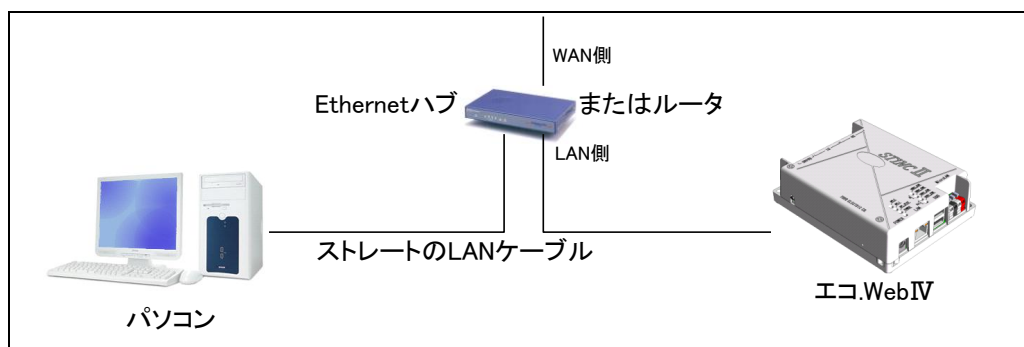 WAN側
Ethernetハブ
またはルータ
LAN側
ストレートのLANケーブル
パソコン
エコ.WebⅣ